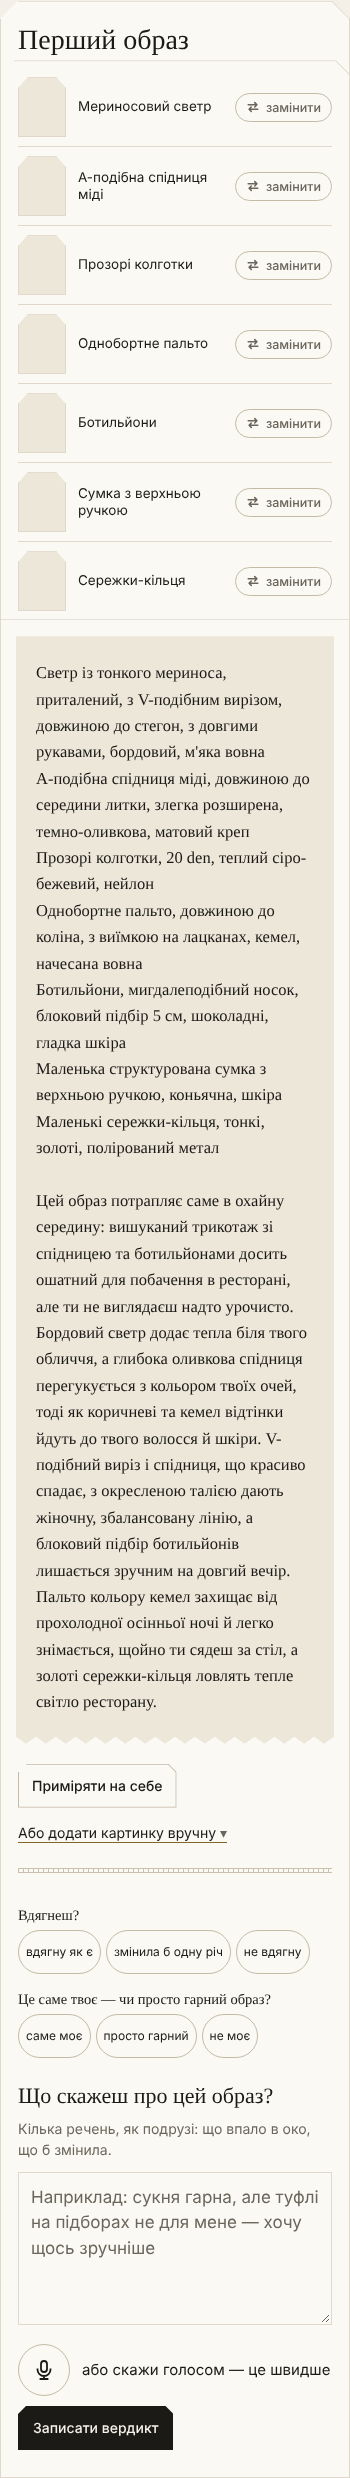 Перший образ
Мериносовий светр
замінити
А-подібна спідниця
міді
замінити
Прозорі колготки
замінити
Однобортне пальто
замінити
Ботильйони
замінити
Сумка з верхньою
ручкою
замінити
Сережки-кільця
замінити
Светр із тонкого мериноса,
приталений, з V-подібним вирізом,
довжиною до стегон, з довгими
рукавами, бордовий, м'яка вовна
А-подібна спідниця міді, довжиною до
середини литки, злегка розширена,
темно-оливкова, матовий креп
Прозорі колготки, 20 den, теплий сіро-
бежевий, нейлон
Однобортне пальто, довжиною до
коліна, з виїмкою на лацканах, кемел,
начесана вовна
Ботильйони, мигдалеподібний носок,
блоковий підбір 5 см, шоколадні,
гладка шкіра
Маленька структурована сумка з
верхньою ручкою, коньячна, шкіра
Маленькі сережки-кільця, тонкі,
золоті, полірований метал
Цей образ потрапляє саме в охайну
середину: вишуканий трикотаж зі
спідницею та ботильйонами досить
ошатний для побачення в ресторані,
але ти не виглядаєш надто урочисто.
Бордовий светр додає тепла біля твого
обличчя, а глибока оливкова спідниця
перегукується з кольором твоїх очей,
тоді як коричневі та кемел відтінки
йдуть до твого волосся й шкіри. V-
подібний виріз і спідниця, що красиво
спадає, з окресленою талією дають
жіночну, збалансовану лінію, а
блоковий підбір ботильйонів
лишається зручним на довгий вечір.
Пальто кольору кемел захищає від
прохолодної осінньої ночі й легко
знімається, щойно ти сядеш за стіл, а
золоті сережки-кільця ловлять тепле
світло ресторану.
Приміряти на себе
Або додати картинку вручну ▾
Вдягнеш?
вдягну як є
змінила б одну річ
не вдягну
Це саме твоє — чи просто гарний образ?
саме моє
просто гарний
не моє
Що скажеш про цей образ?
Кілька речень, як подрузі: що впало в око,
що б змінила.
Наприклад: сукня гарна, але туфлі
на підборах не для мене — хочу
щось зручніше
або скажи голосом — це швидше
Записати вердикт